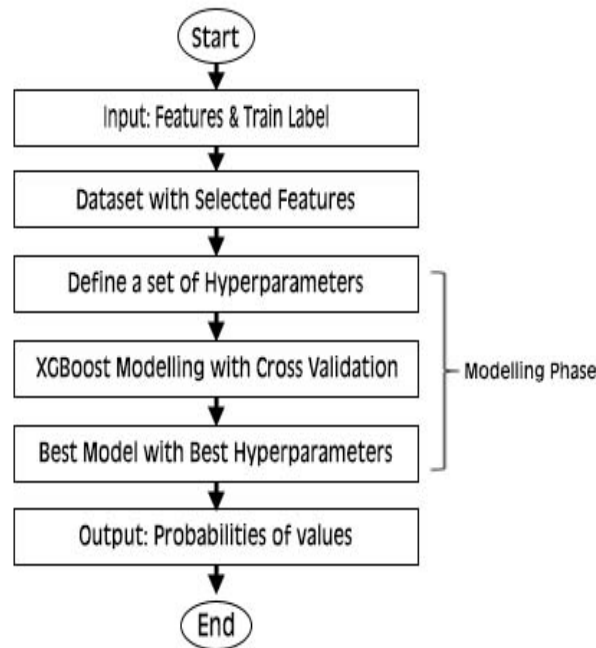 Start
Input: Features & Train Label
Dataset with Selected Features
Define a set of Hyperparameters
XGBoost Modelling with Cross Validation
Modelling Phase
Best Model with Best Hyperparameters
Output: Probabilities of values
End